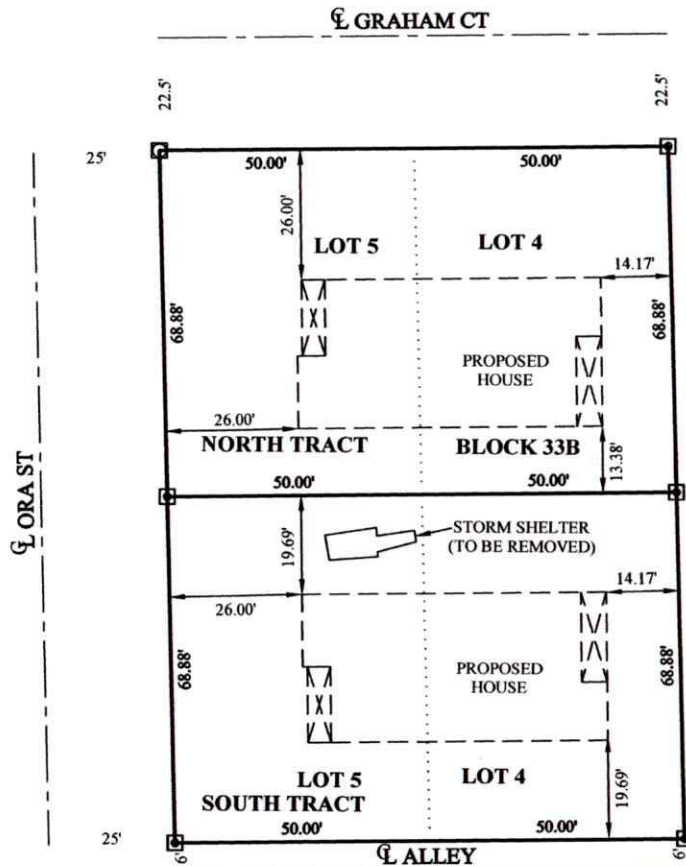 ℄ GRAHAM CT
22.5'
22.5'
25'
50.00'
50.00'
26.00'
LOT 5
LOT 4
14.17'
68.88'
68.88'
PROPOSED
HOUSE
26.00'
NORTH TRACT
BLOCK 33B
13.38'
℄ ORA ST
50.00'
50.00'
19.69'
STORM SHELTER
(TO BE REMOVED)
14.17'
26.00'
68.88'
68.88'
PROPOSED
HOUSE
LOT 5
LOT 4
SOUTH TRACT
19.69'
50.00'
50.00'
25'
6'
℄ ALLEY
6'